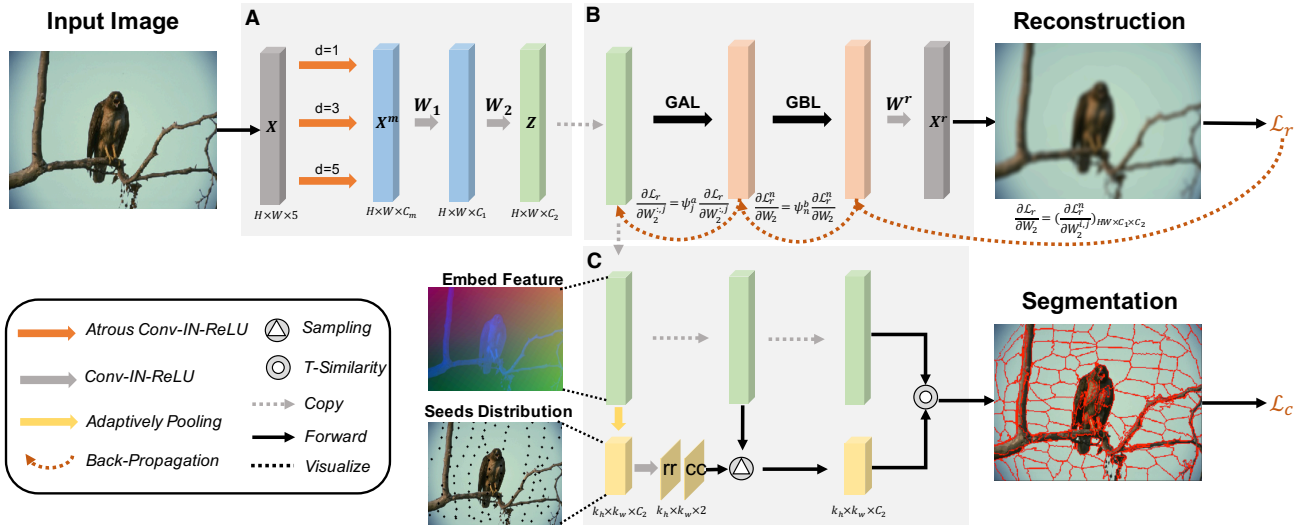 Input Image
A
X
H×W×5
d=1
d=3
d=5
X^m
H×W×C_m
W_1
H×W×C_1
W_2
Z
H×W×C_2
B
GAL
GBL
W^r
X^r
Reconstruction
ℒ_r
∂ℒ_r/∂W_2^{:,j} = ψ_j^a ∂ℒ_r/∂W_2^{:,j}
∂ℒ_r^n/∂W_2 = ψ_n^b ∂ℒ_r^n/∂W_2
∂ℒ_r/∂W_2 = (∂ℒ_r^n/∂W_2^{i,j})_{HW×C_1×C_2}
C
Embed Feature
Seeds Distribution
k_h×k_w×C_2
rr
cc
k_h×k_w×2
k_h×k_w×C_2
Segmentation
ℒ_c
Atrous Conv-IN-ReLU
Conv-IN-ReLU
Adaptively Pooling
Back-Propagation
Sampling
T-Similarity
Copy
Forward
Visualize